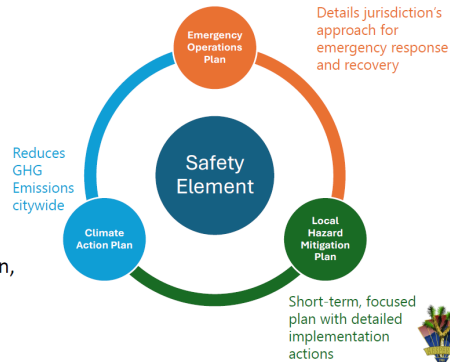 Emergency
Operations
Plan
Details jurisdiction's
approach for
emergency response
and recovery
Reduces
GHG
Emissions
citywide
Safety
Element
Climate
Action Plan
Local
Hazard
Mitigation
Plan
n,
Short-term, focused
plan with detailed
implementation
actions